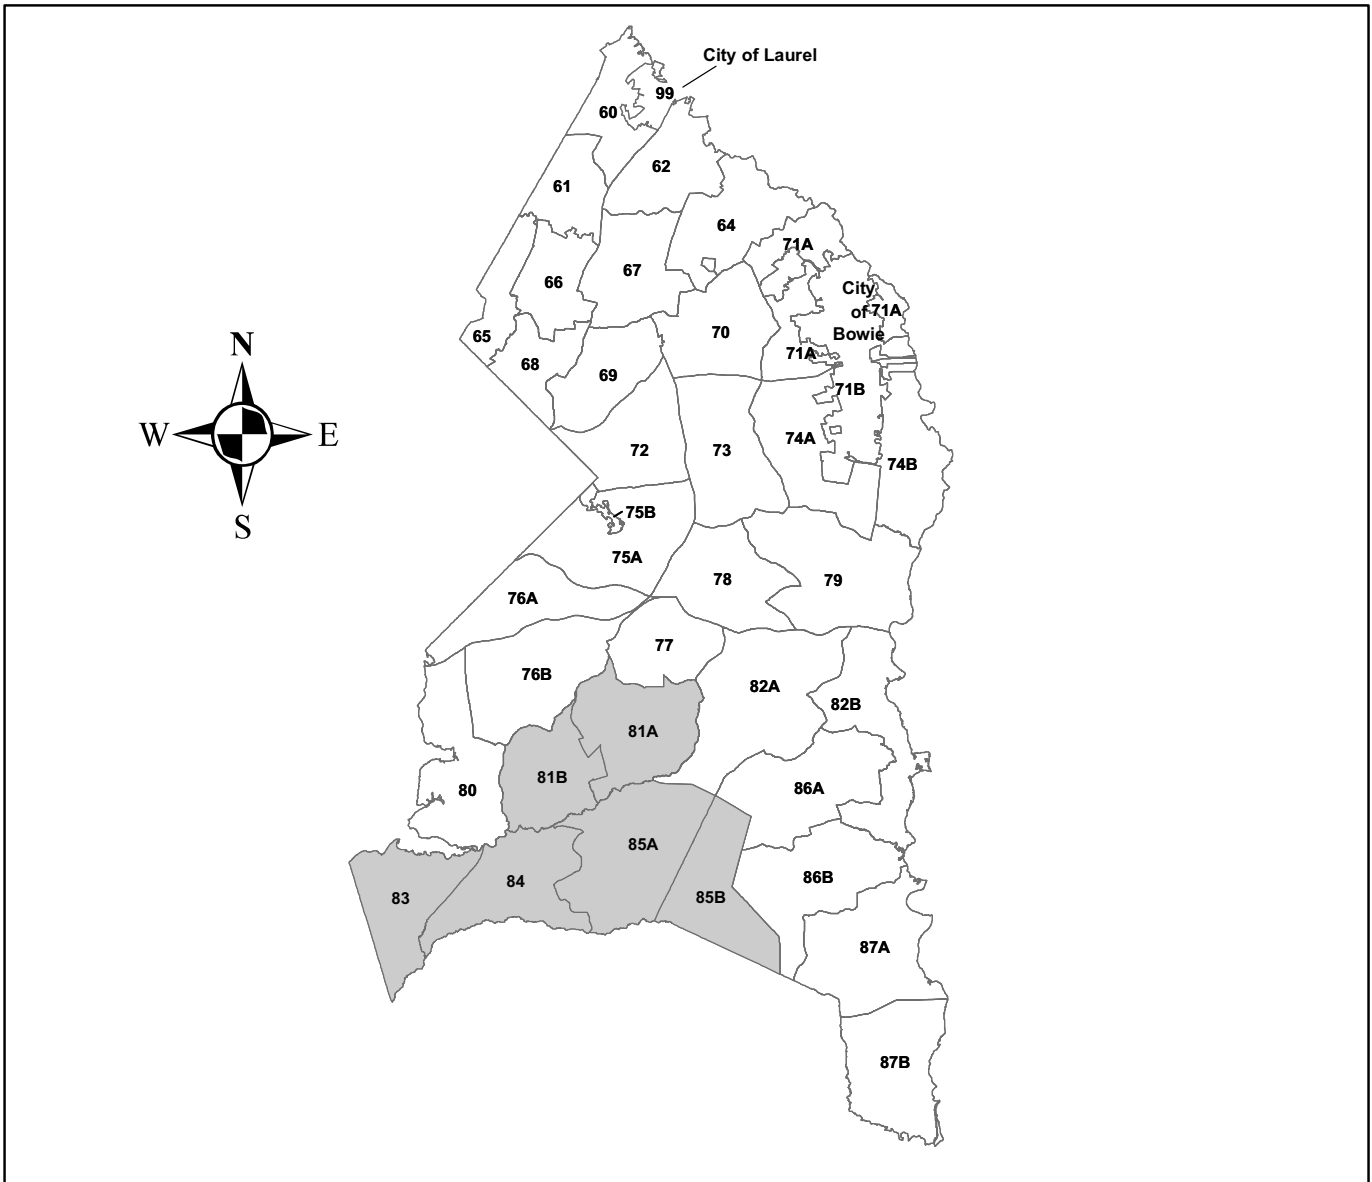 City of Laurel
99
60
62
61
64
71A
67
66
City
of
Bowie
71A
N
70
65
71A
68
69
71B
W
E
74A
72
73
74B
S
75B
75A
78
79
76A
77
76B
82A
82B
81A
81B
86A
80
85A
86B
84
85B
83
87A
87B